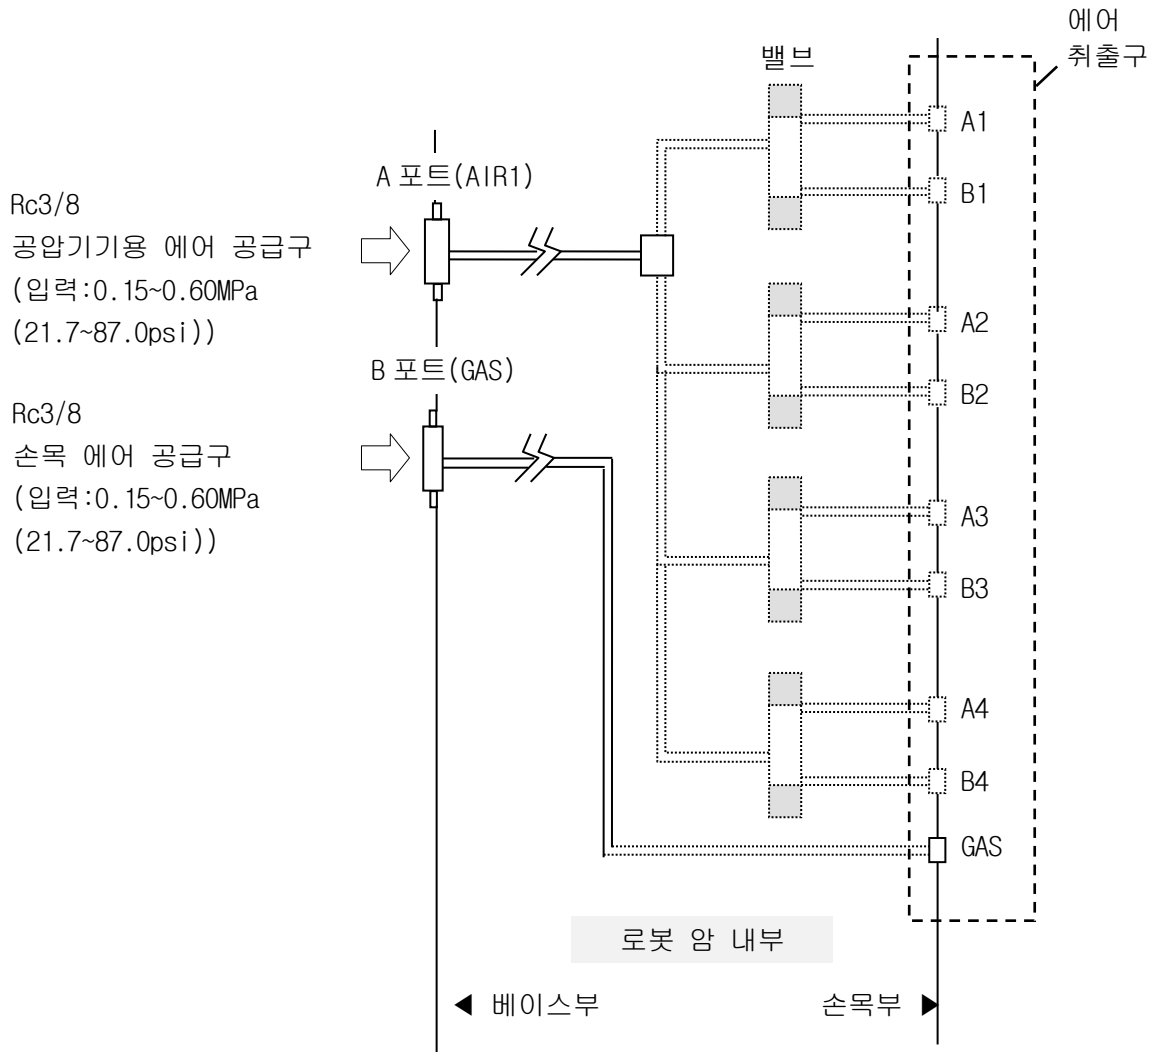 에어
취출구
밸브
A1
A 포트(AIR1)
B1
Rc3/8
공압기기용 에어 공급구
(입력:0.15~0.60MPa
(21.7~87.0psi))
A2
B 포트(GAS)
B2
Rc3/8
손목 에어 공급구
(입력:0.15~0.60MPa
(21.7~87.0psi))
A3
B3
A4
B4
GAS
로봇 암 내부
◀ 베이스부
손목부 ▶